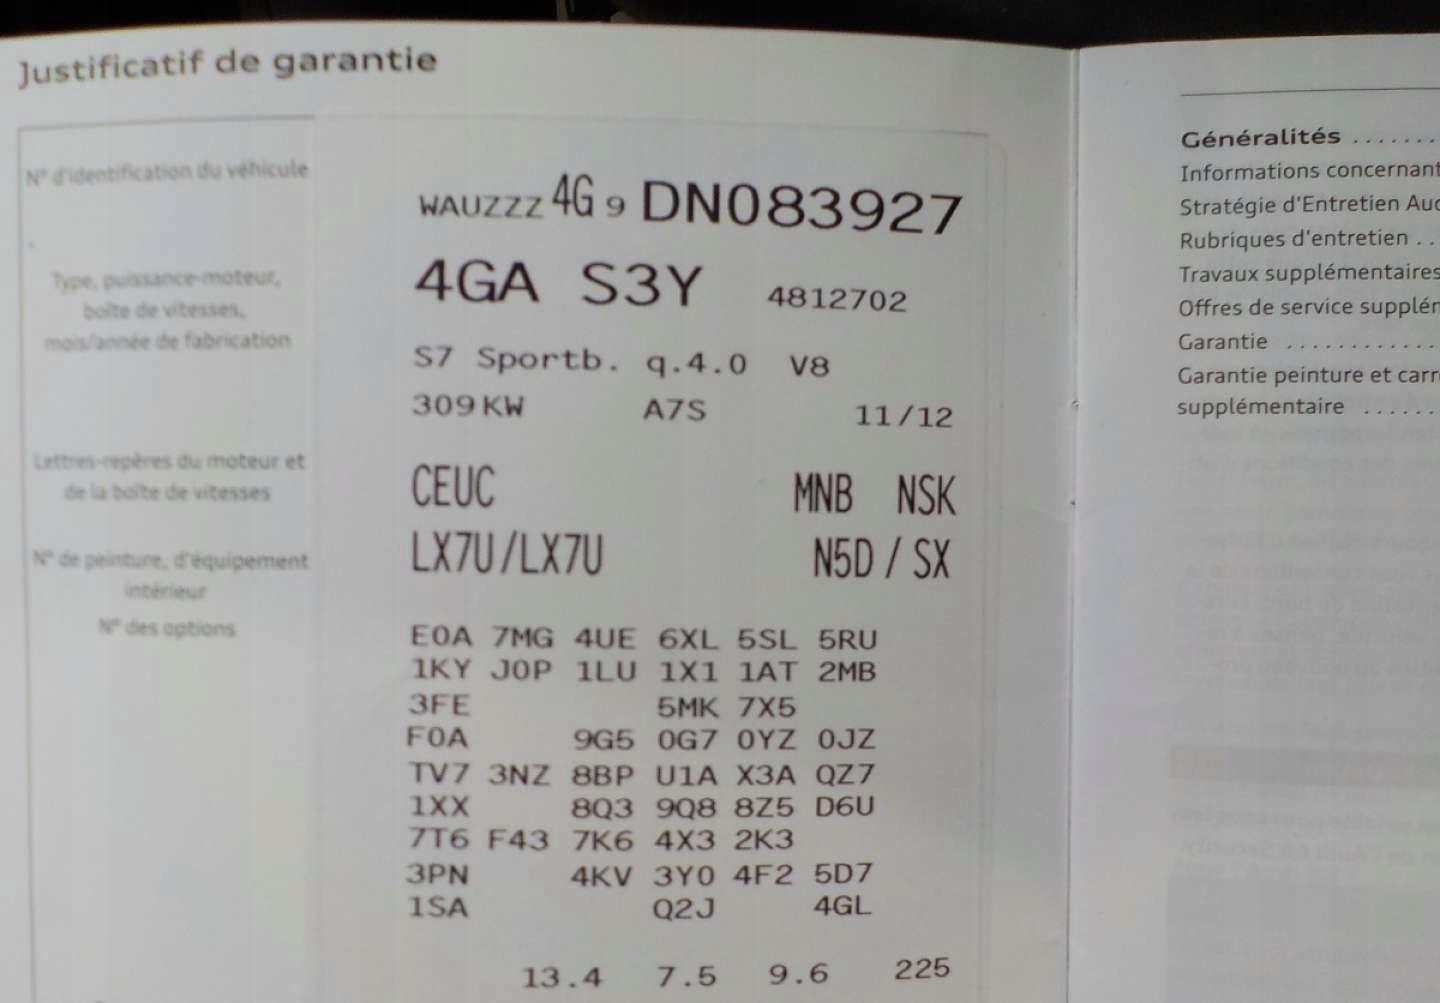 Justificatif de garantie
N° d'identification du véhicule
WAUZZZ 4G 9 DN083927
Type, puissance-moteur,
boîte de vitesses,
mois/année de fabrication
4GA S3Y 4812702
S7 Sportb. q.4.0 V8
309 KW A7S 11/12
Lettres-repères du moteur et
de la boîte de vitesses
CEUC MNB NSK
N° de peinture, d'équipement
intérieur
LX7U/LX7U N5D / SX
N° des options
E0A 7MG 4UE 6XL 5SL 5RU
1KY J0P 1LU 1X1 1AT 2MB
3FE 5MK 7X5
F0A 9G5 0G7 0YZ 0JZ
TV7 3NZ 8BP U1A X3A QZ7
1XX 8Q3 9Q8 8Z5 D6U
7T6 F43 7K6 4X3 2K3
3PN 4KV 3Y0 4F2 5D7
1SA Q2J 4GL
13.4 7.5 9.6 225
Généralités . . . . . . .
Informations concernant
Stratégie d'Entretien Aud
Rubriques d'entretien . .
Travaux supplémentaires
Offres de service supplém
Garantie . . . . . . . . . . . .
Garantie peinture et carro
supplémentaire . . . . . .